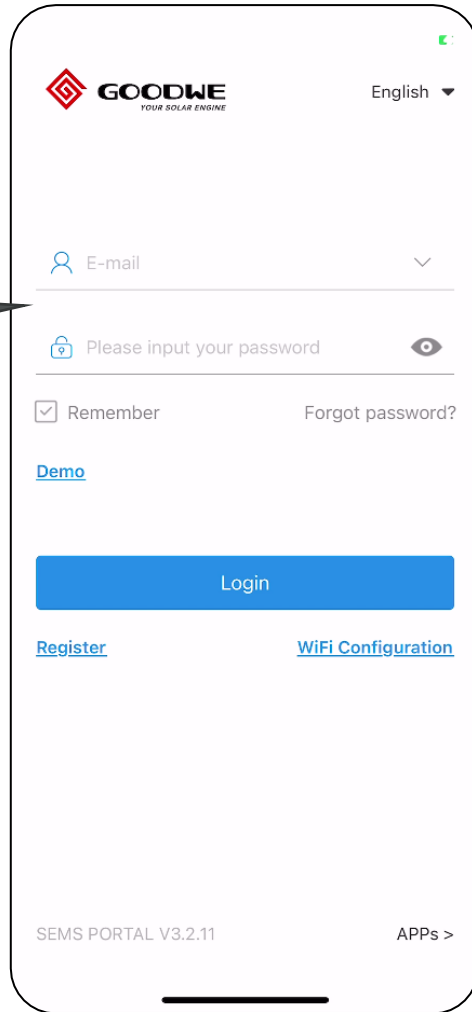 GOODWE
YOUR SOLAR ENGINE
English
E-mail
Please input your password
Remember
Forgot password?
Demo
Login
Register
WiFi Configuration
SEMS PORTAL V3.2.11
APPs >